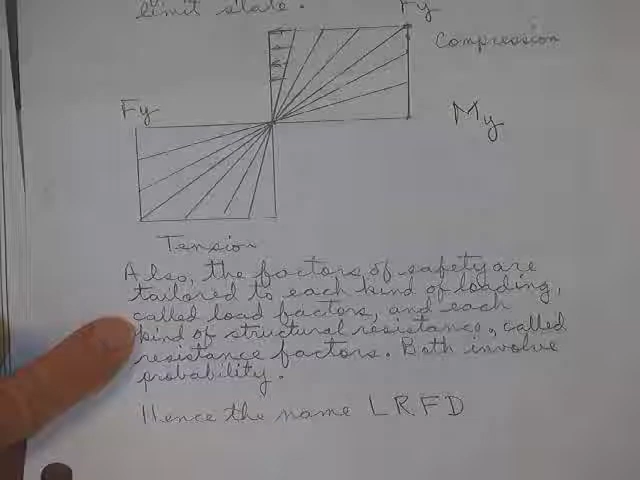 limit state.
Fy
Compression
Fy
My
Tension
Also, the factors of safety are
tailored to each kind of loading,
called load factors, and each
kind of structural resistance, called
resistance factors. Both involve
probability.
Hence the name LRFD